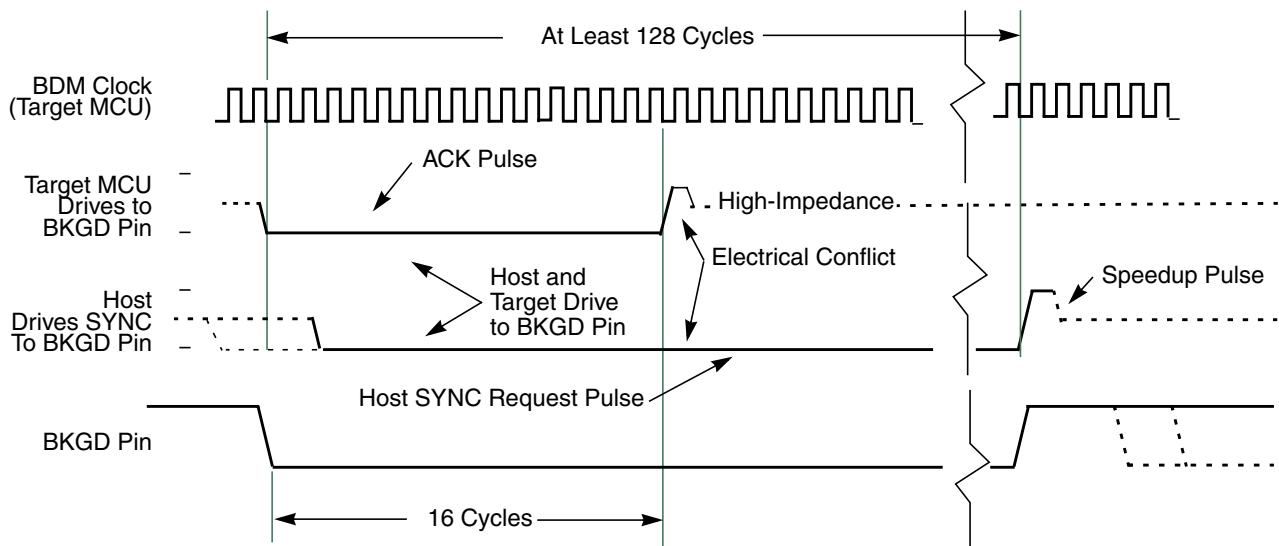 At Least 128 Cycles
BDM Clock
(Target MCU)
ACK Pulse
Target MCU
Drives to
BKGD Pin
High-Impedance
Electrical Conflict
Host and
Target Drive
to BKGD Pin
Speedup Pulse
Host
Drives SYNC
To BKGD Pin
Host SYNC Request Pulse
BKGD Pin
16 Cycles